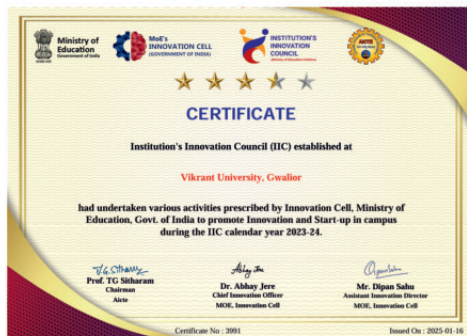 Ministry of
Education
Government of India
MoE's
INNOVATION CELL
(GOVERNMENT OF INDIA)
INSTITUTION'S
INNOVATION
COUNCIL
CERTIFICATE
Institution's Innovation Council (IIC) established at
Vikrant University, Gwalior
had undertaken various activities prescribed by Innovation Cell, Ministry of
Education, Govt. of India to promote Innovation and Start-up in campus
during the IIC calendar year 2023-24.
Prof. TG Sitharam
Chairman
Aicte
Dr. Abhay Jere
Chief Innovation Officer
MOE, Innovation Cell
Mr. Dipan Sahu
Assistant Innovation Director
MOE, Innovation Cell
Certificate No : 3991
Issued On : 2025-01-16